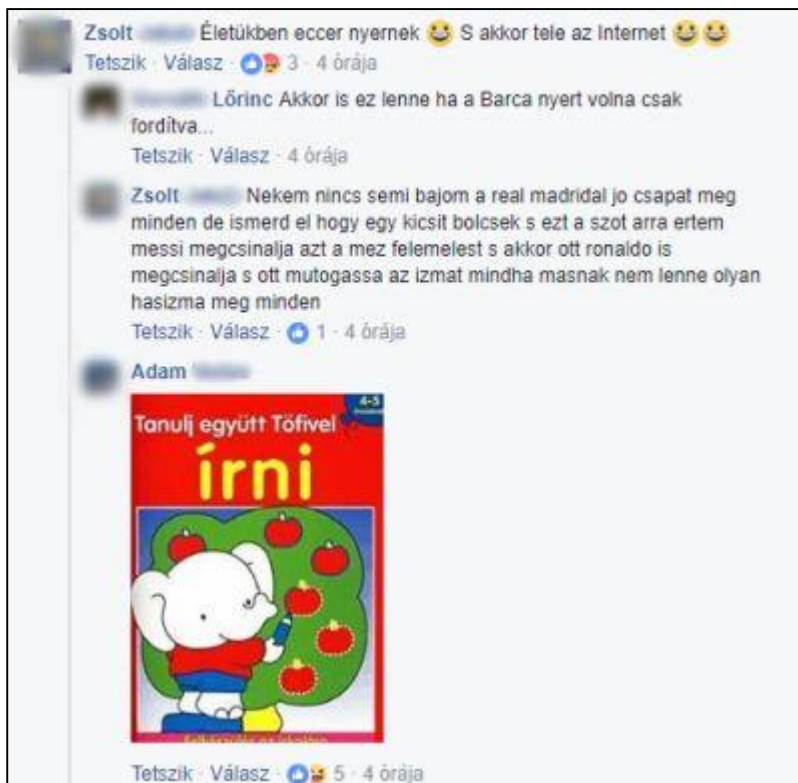 Zsolt Életükben eccer nyernek 😀 S akkor tele az Internet 😀 😀
Tetszik · Válasz · 3 · 4 órája
Lőrinc Akkor is ez lenne ha a Barca nyert volna csak
fordítva...
Tetszik · Válasz · 4 órája
Zsolt Nekem nincs semi bajom a real madridal jo csapat meg
minden de ismerd el hogy egy kicsit bolcsek s ezt a szot arra ertem
messi megcsinalja azt a mez felemelest s akkor ott ronaldo is
megcsinalja s ott mutogassa az izmat mindha masnak nem lenne olyan
hasizma meg minden
Tetszik · Válasz · 1 · 4 órája
Adam
4-5
Tanulj együtt Töfivel
írni
Tetszik · Válasz · 5 · 4 órája